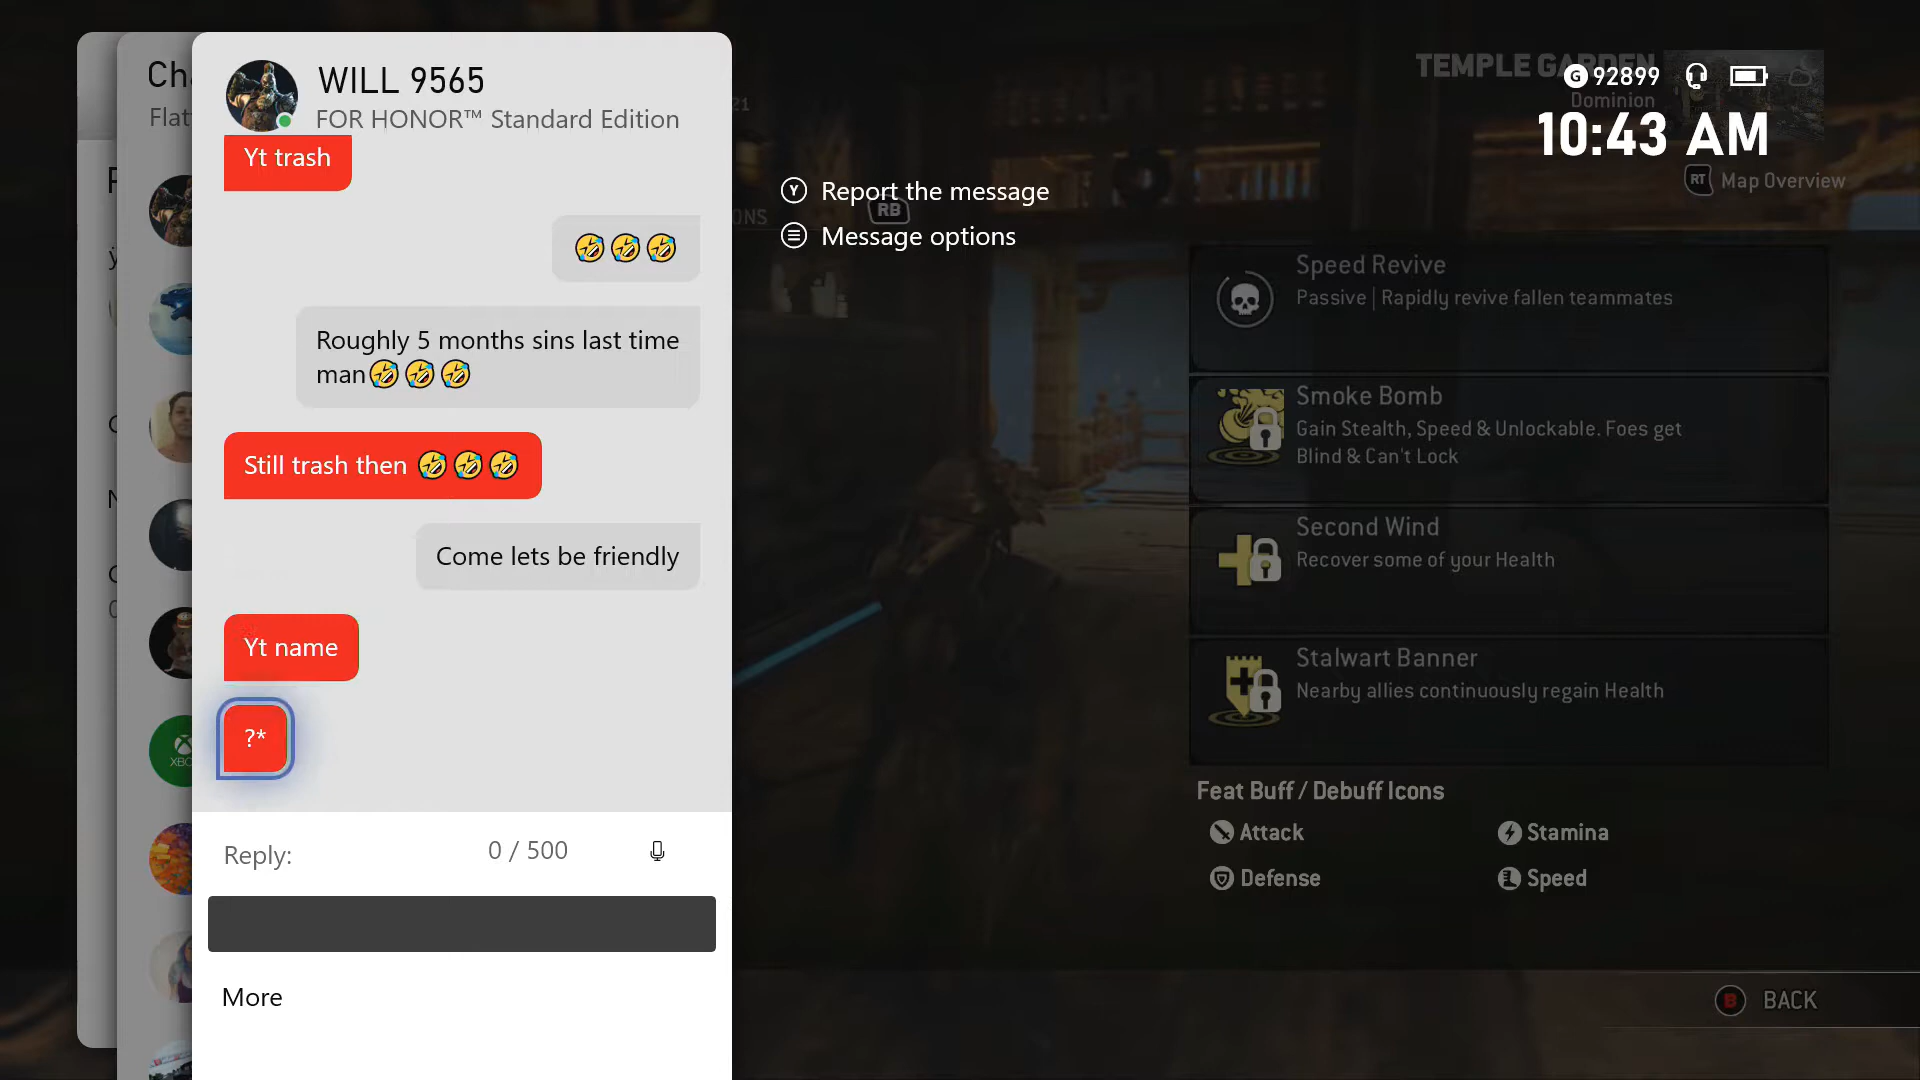 Cha
Flat
WILL 9565
FOR HONOR™ Standard Edition
Yt trash
🤣🤣🤣
Roughly 5 months sins last time
man🤣🤣🤣
Still trash then 🤣🤣🤣
Come lets be friendly
Yt name
?*
Reply:
0 / 500
More
Y Report the message
RB
Message options
TEMPLE GARDEN
G 92899
Dominion
10:43 AM
RT Map Overview
Speed Revive
Passive | Rapidly revive fallen teammates
Smoke Bomb
Gain Stealth, Speed & Unlockable. Foes get
Blind & Can't Lock
Second Wind
Recover some of your Health
Stalwart Banner
Nearby allies continuously regain Health
Feat Buff / Debuff Icons
Attack
Stamina
Defense
Speed
B BACK